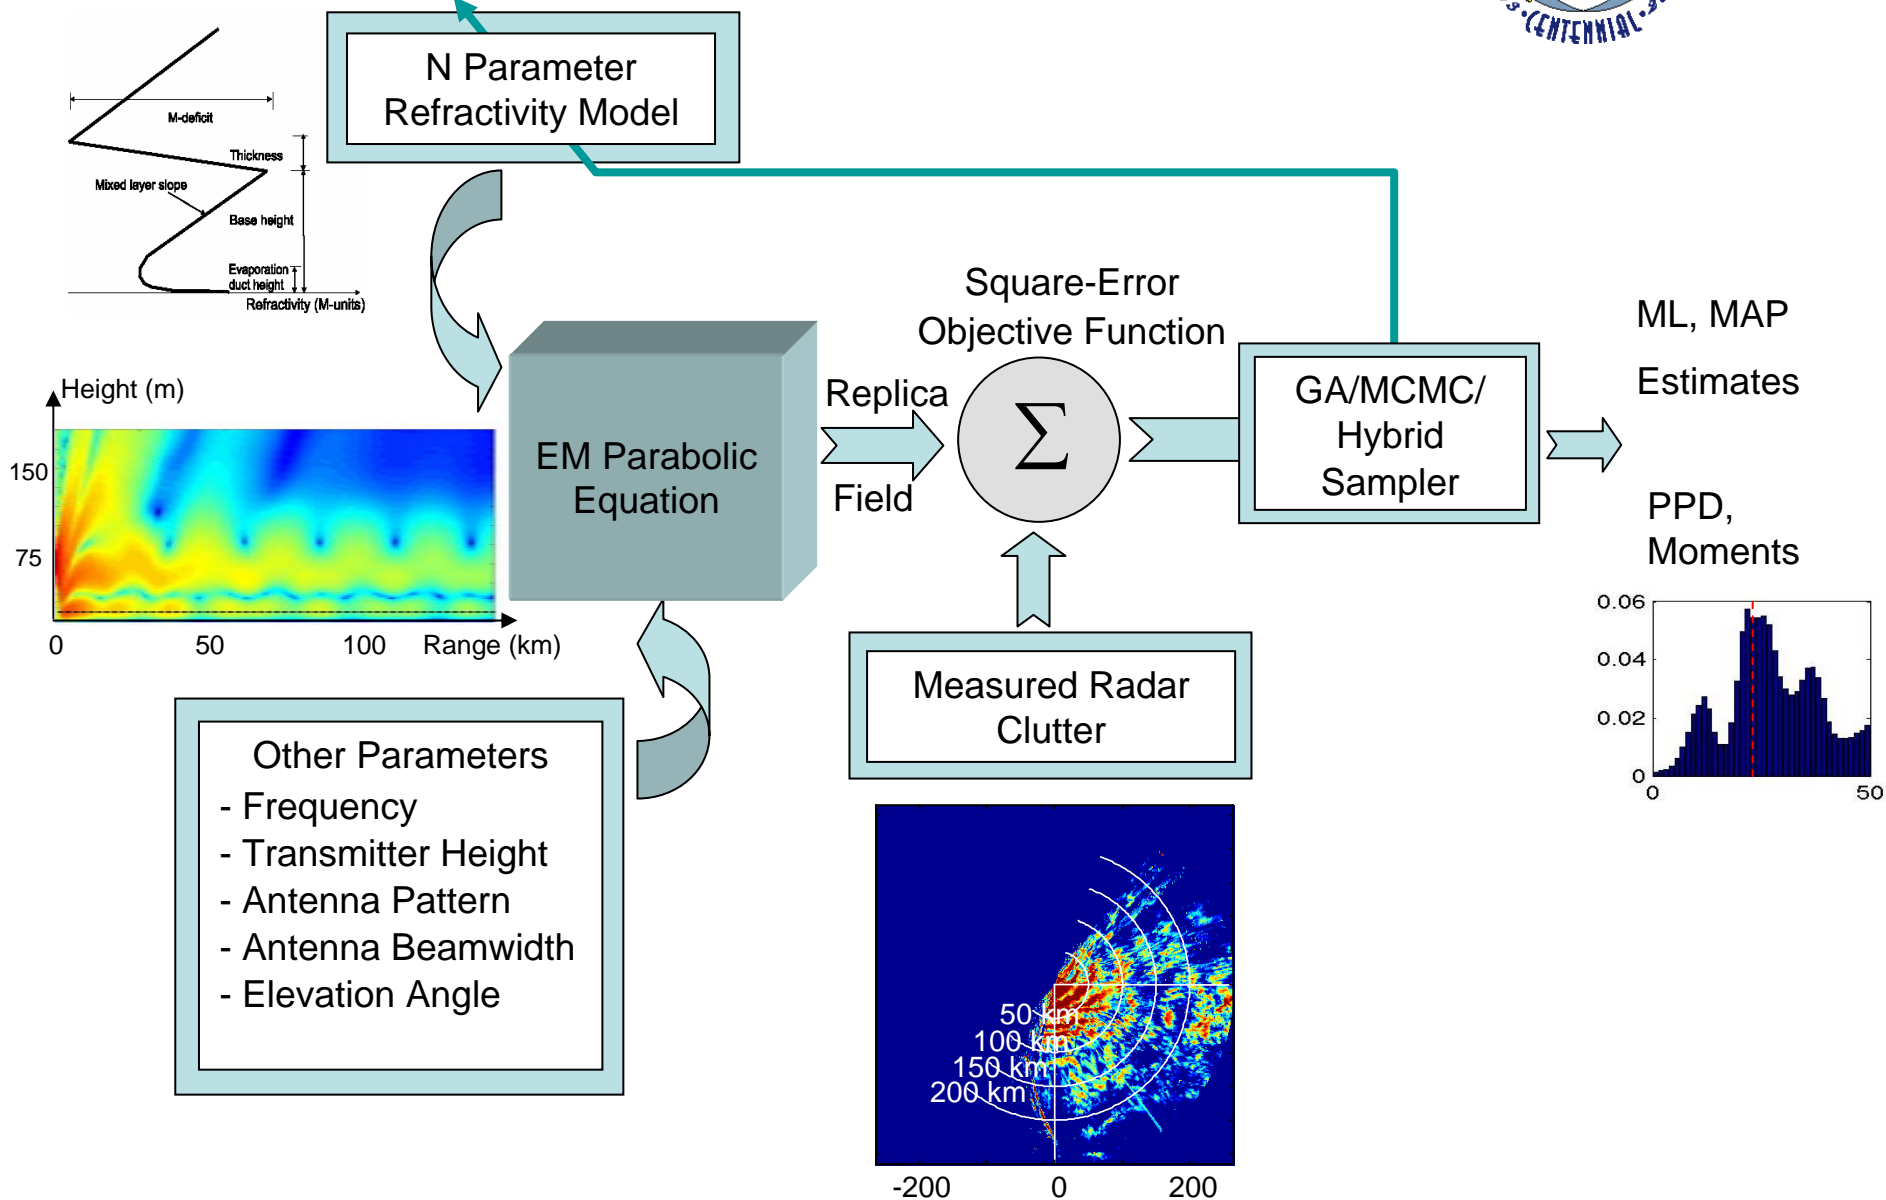 CENTENNIAL
N Parameter
Refractivity Model
M-deficit
Thickness
Mixed layer slope
Base height
Evaporation
duct height
Refractivity (M-units)
Square-Error
Objective Function
ML, MAP
Estimates
Height (m)
150
75
0 50 100 Range (km)
EM Parabolic
Equation
Replica
Field
Σ
GA/MCMC/
Hybrid
Sampler
PPD,
Moments
0.06
0.04
0.02
0
0 50
Measured Radar
Clutter
Other Parameters
- Frequency
- Transmitter Height
- Antenna Pattern
- Antenna Beamwidth
- Elevation Angle
50 km
100 km
150 km
200 km
-200 0 200